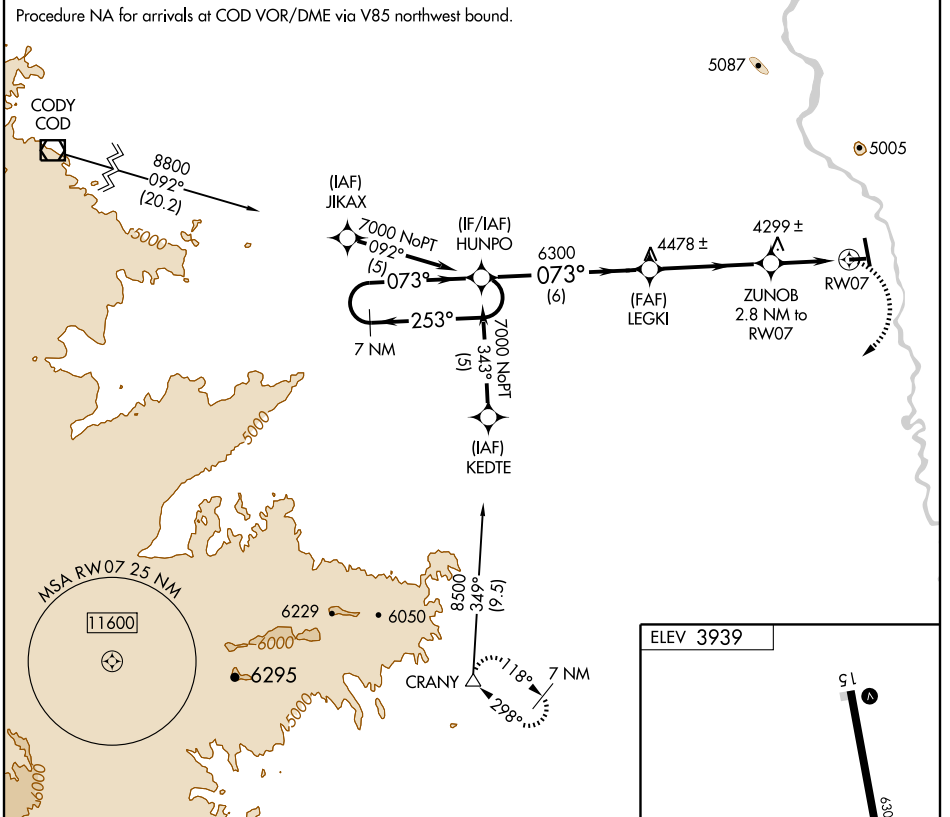 Procedure NA for arrivals at COD VOR/DME via V85 northwest bound.
5087
CODY
COD
5005
8800
092°
(20.2)
(IAF)
JIKAX
7000 NoPT
092°
(5)
(IF/IAF)
HUNPO
6300
073°
(6)
4478 ±
4299 ±
5000
073°
253°
7 NM
(FAF)
LEGKI
ZUNOB
2.8 NM to
RW07
RW07
7000 NoPT
343°
(5)
(IAF)
KEDTE
5000
MSA RW07 25 NM
11600
8500
349°
(9.5)
6229
6050
6000
6295
CRANY
118°
7 NM
298°
5000
6000
ELEV 3939
15
V
630